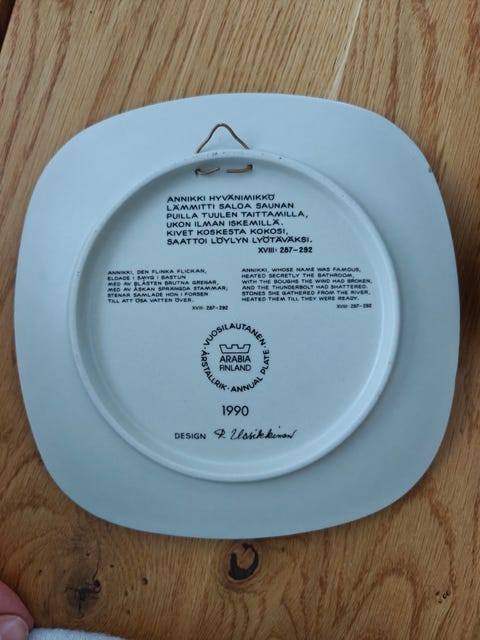 ANNIKKI HYVÄNIMIKKÖ
LÄMMITTI SALOA SAUNAN
PUILLA TUULEN TAITTAMILLA,
UKON ILMAN ISKEMILLÄ.
KIVET KOSKESTA KOKOSI,
SAATTOI LÖYLYN LYÖTÄVÄKSI.
XVIII: 287-292
ANNIKKI, DEN FLINKA FLICKAN,
ELDADE I SMYG I BASTUN
MED AV BLÅSTEN BRUTNA GRENAR,
MED AV ÅSKAN SPRÄNGDA STAMMAR;
STENAR SAMLADE HON I FORSEN
TILL ATT ÖSA VATTEN ÖVER.
XVIII: 287-292
ANNIKKI, WHOSE NAME WAS FAMOUS,
HEATED SECRETLY THE BATHROOM,
WITH THE BOUGHS THE WIND HAD BROKEN,
AND THE THUNDERBOLT HAD SHATTERED.
STONES SHE GATHERED FROM THE RIVER,
HEATED THEM TILL THEY WERE READY.
XVIII: 287-292
·VUOSILAUTANEN·
ÅRSTALLRIK·ANNUAL PLATE
ARABIA
FINLAND
1990
DESIGN R. Uosikkinen